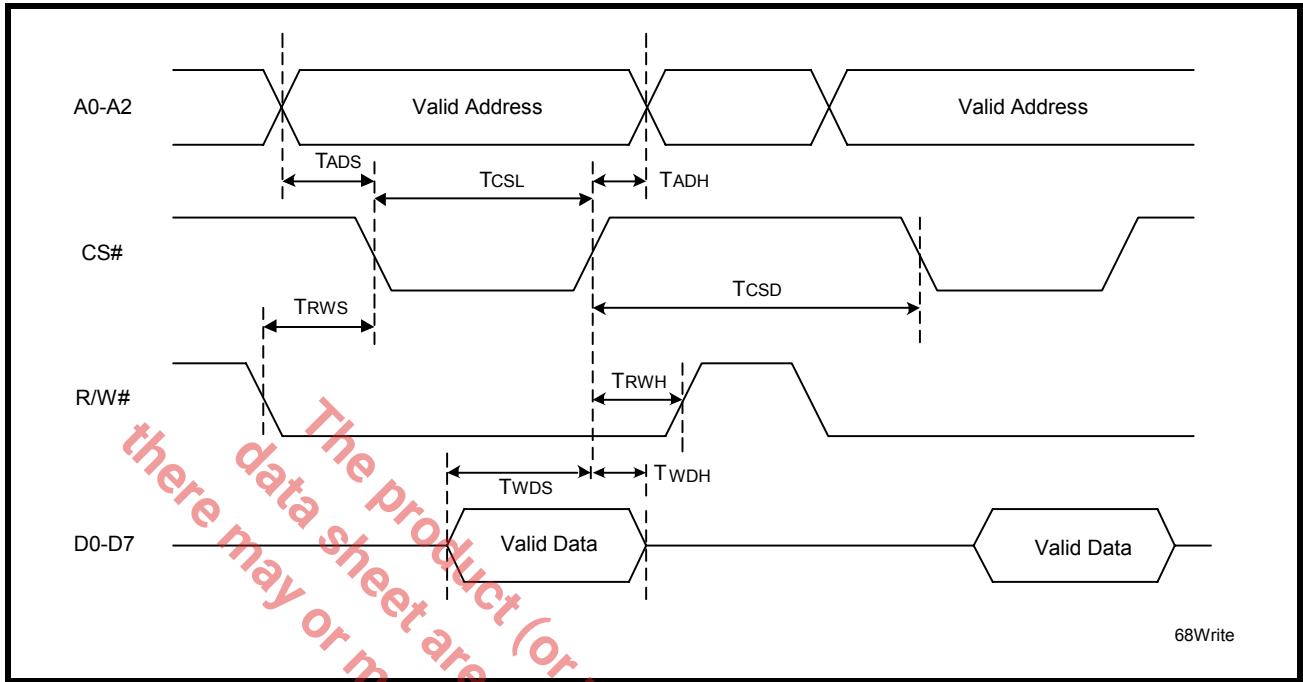 A0-A2
Valid Address
Valid Address
TADS
TCSL
TADH
CS#
TCSD
TRWS
R/W#
TRWH
TWDS
TWDH
D0-D7
Valid Data
Valid Data
68Write
The product (or
data sheet are
there may or m